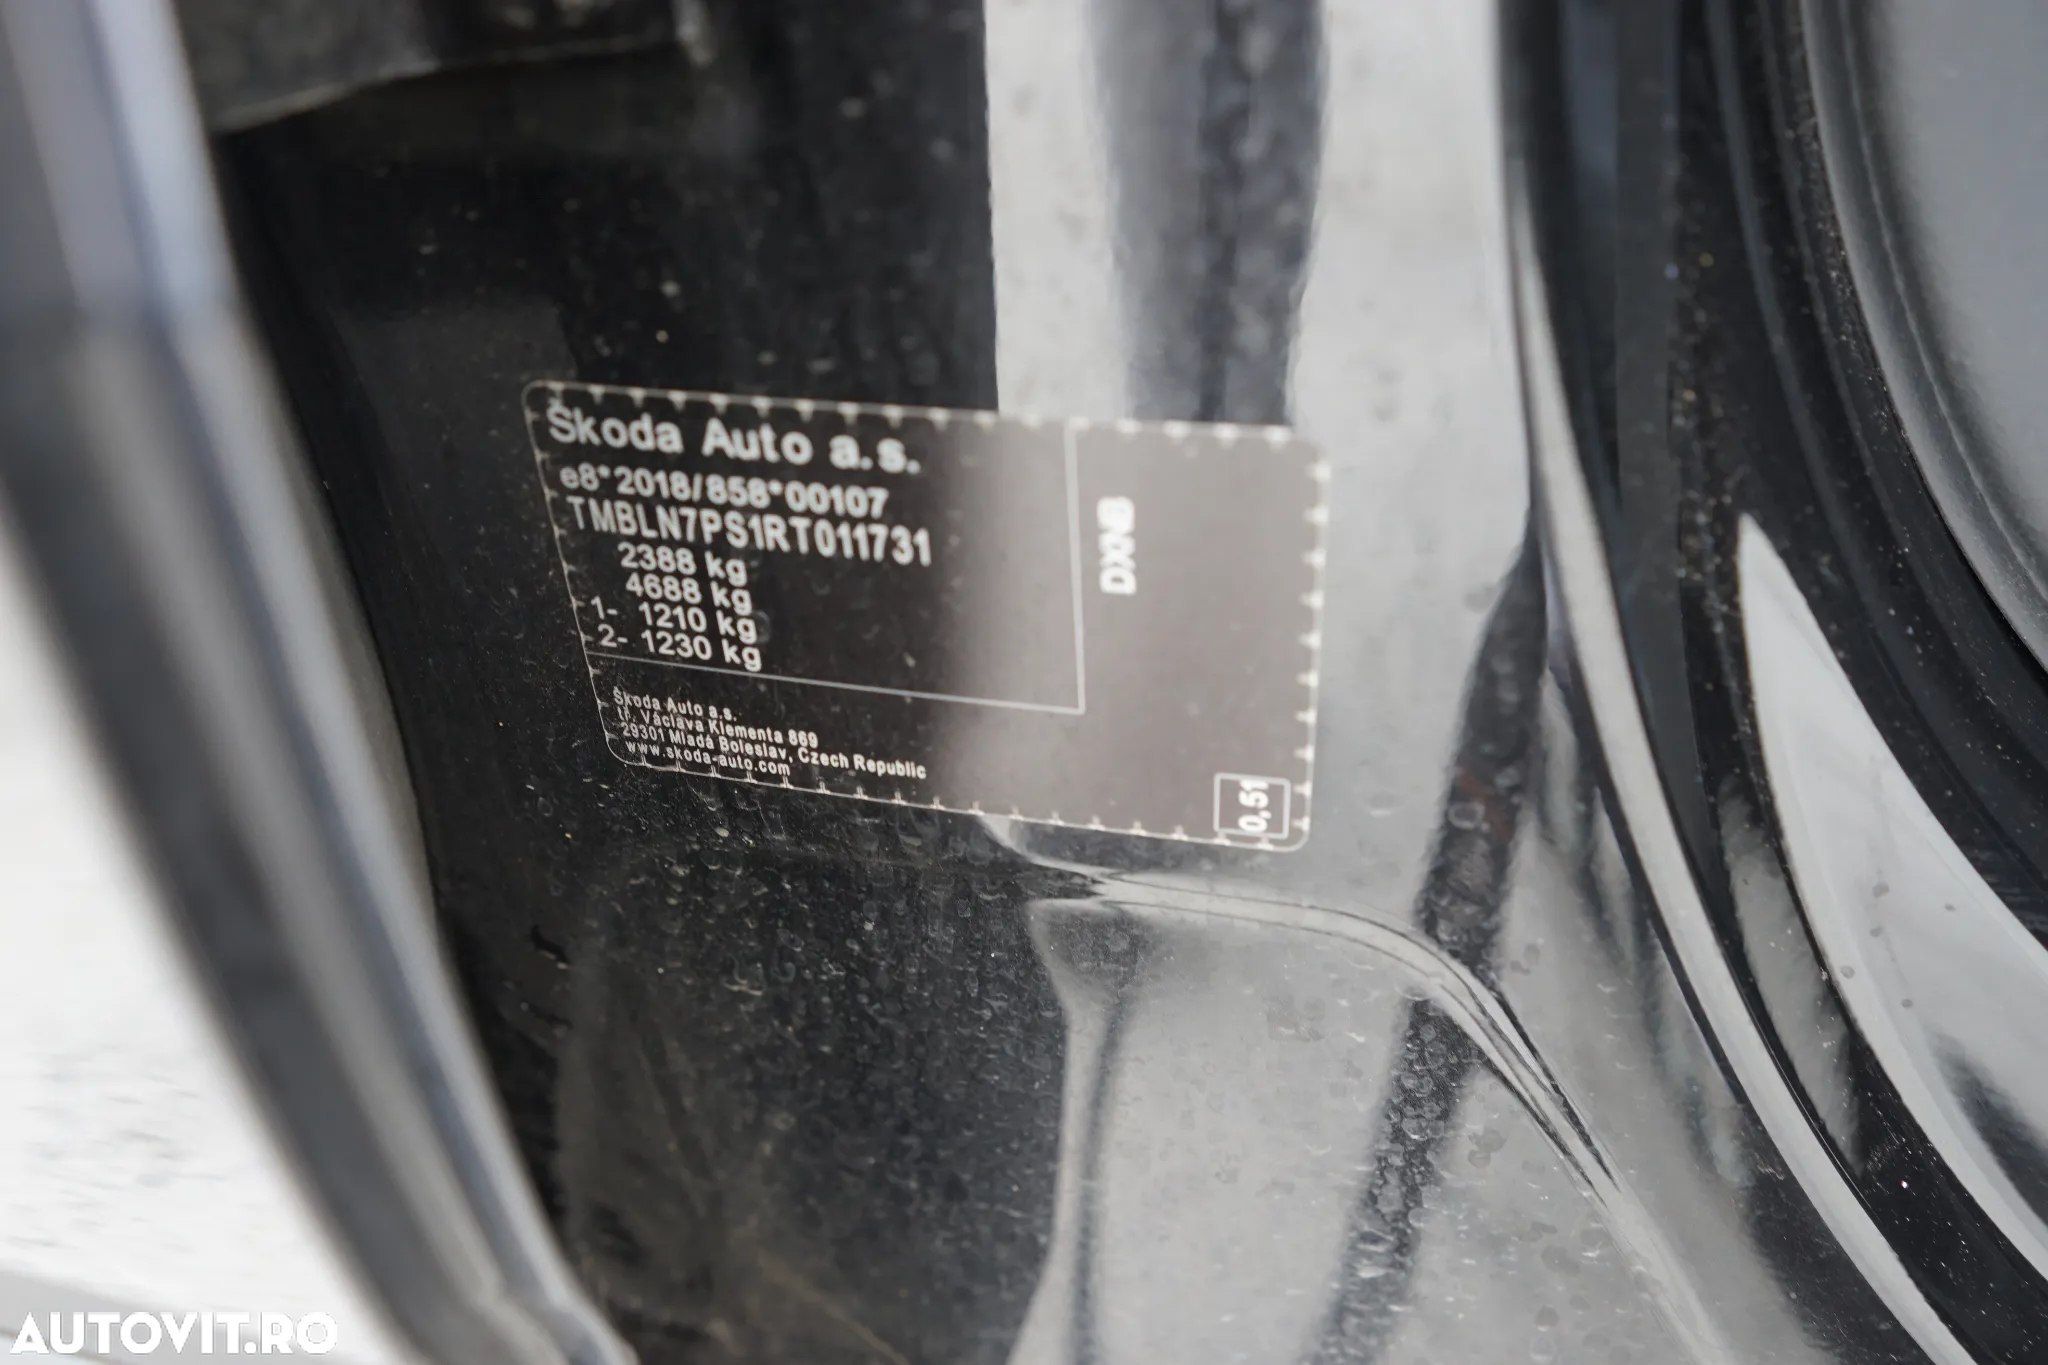 Škoda Auto a.s.
e8*2018/858*00107
TMBLN7PS1RT011731
2388 kg
4688 kg
1- 1210 kg
2- 1230 kg
DXNB
Škoda Auto a.s.
tř. Václava Klementa 869
29301 Mladá Boleslav, Czech Republic
www.skoda-auto.com
0,51
AUTOVIT.RO